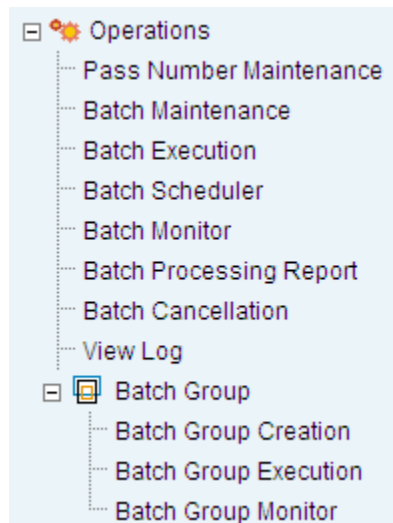 Operations
Pass Number Maintenance
Batch Maintenance
Batch Execution
Batch Scheduler
Batch Monitor
Batch Processing Report
Batch Cancellation
View Log
Batch Group
Batch Group Creation
Batch Group Execution
Batch Group Monitor